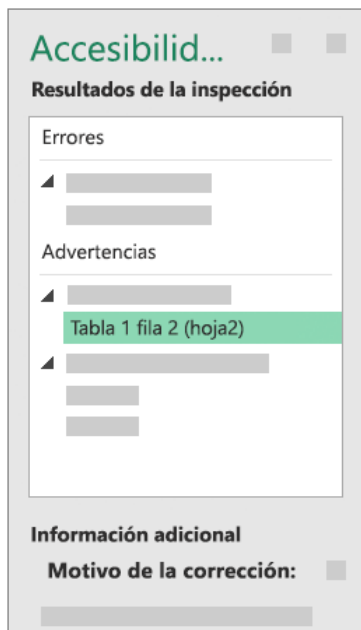 Accesibilid...
Resultados de la inspección
Errores
Advertencias
Tabla 1 fila 2 (hoja2)
Información adicional
Motivo de la corrección: